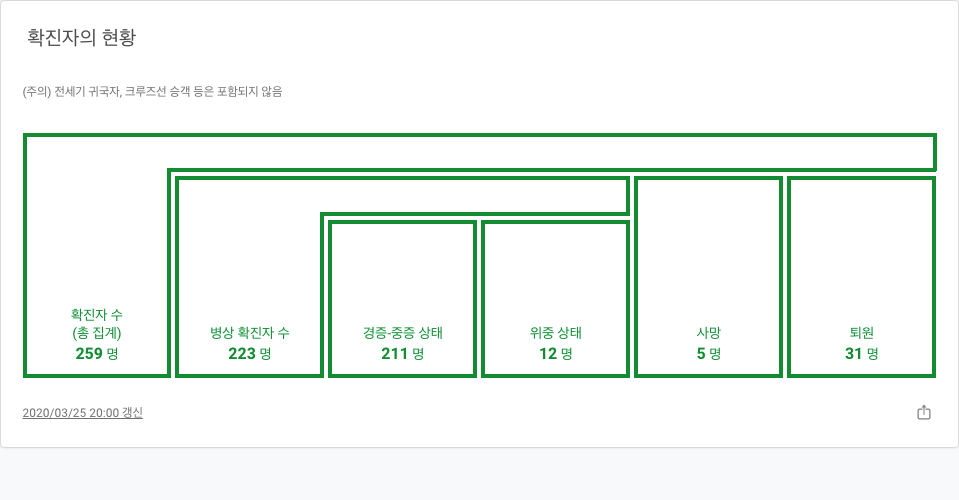 확진자의 현황
(주의) 전세기 귀국자, 크루즈선 승객 등은 포함되지 않음
확진자 수
(총 집계)
259 명
병상 확진자 수
223 명
경증-중증 상태
211 명
위중 상태
12 명
사망
5 명
퇴원
31 명
2020/03/25 20:00 갱신